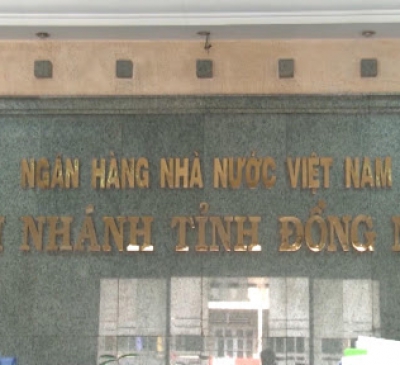 NGÂN HÀNG NHÀ NƯỚC VIỆT NAM
NHÁNH TỈNH ĐỒNG